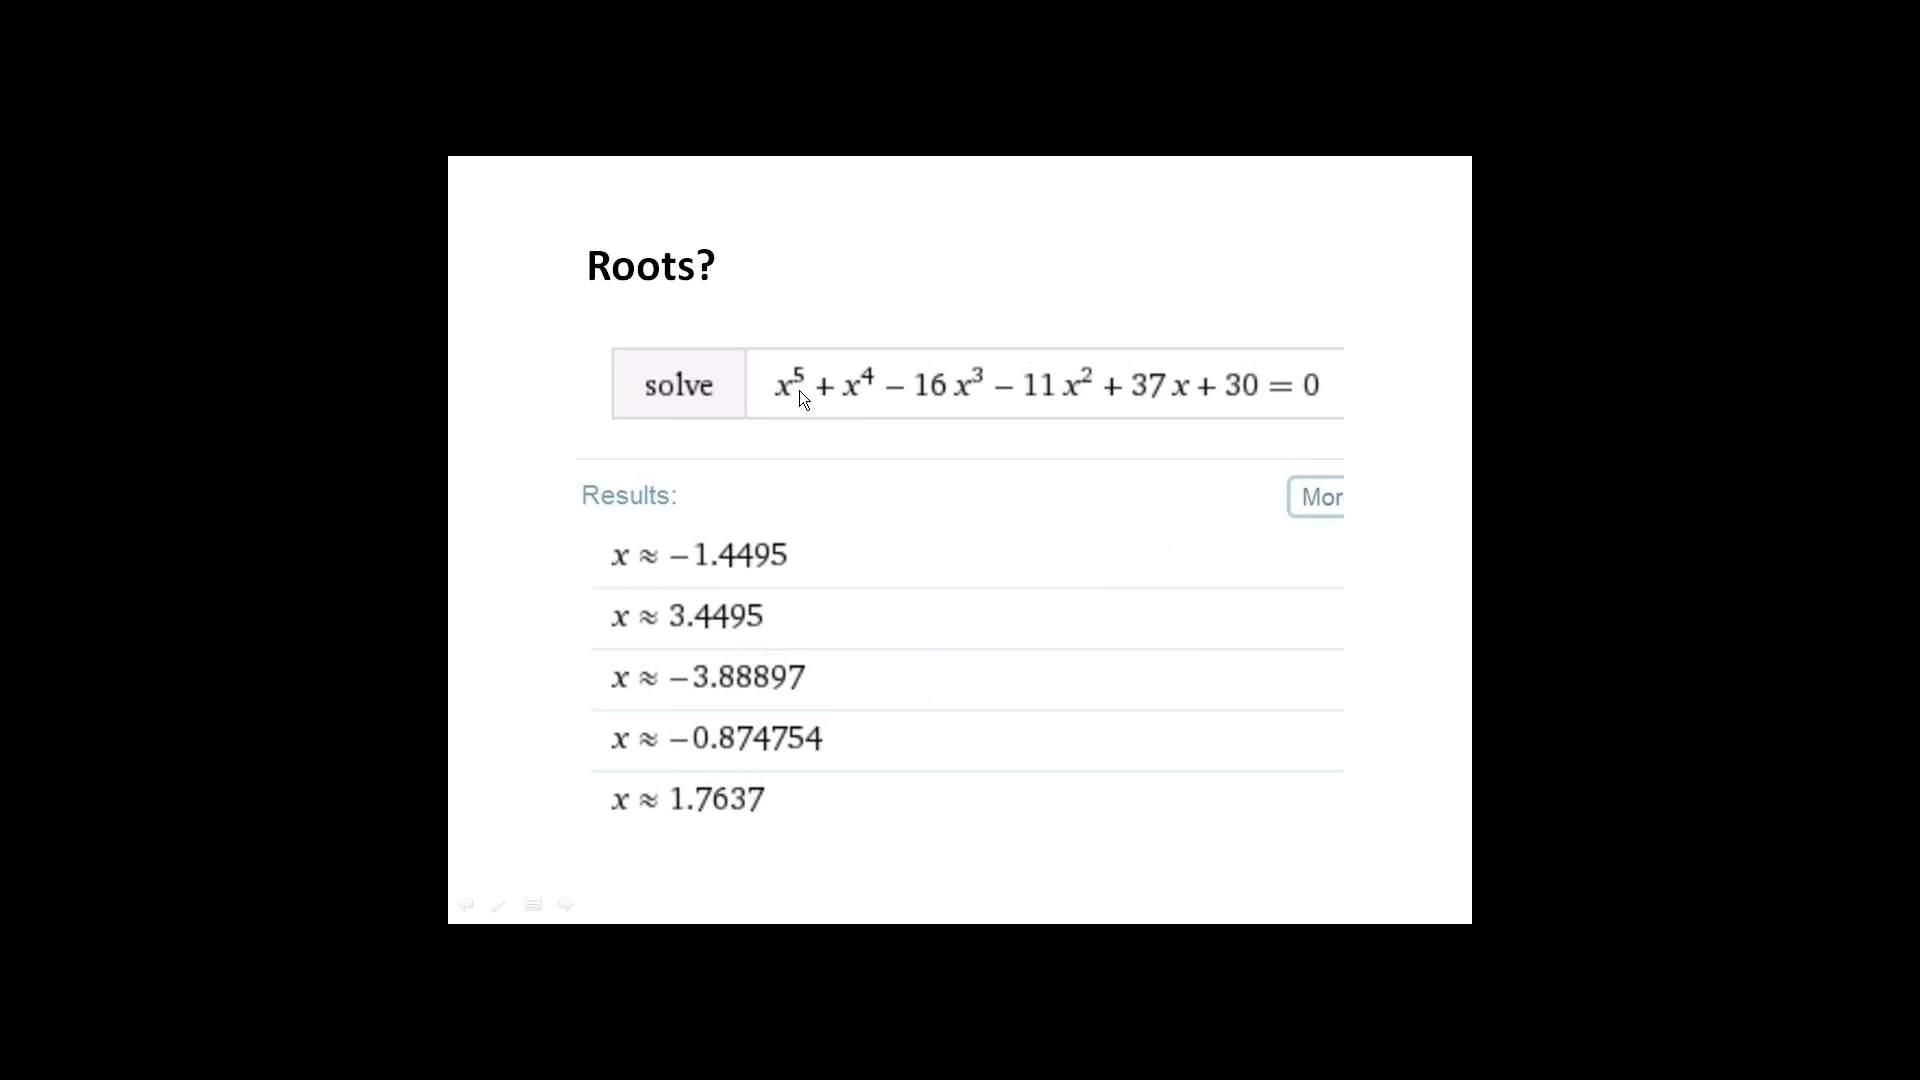 Roots?
solve x⁵ + x⁴ − 16 x³ − 11 x² + 37 x + 30 = 0
Results: Mor
x ≈ −1.4495
x ≈ 3.4495
x ≈ −3.88897
x ≈ −0.874754
x ≈ 1.7637